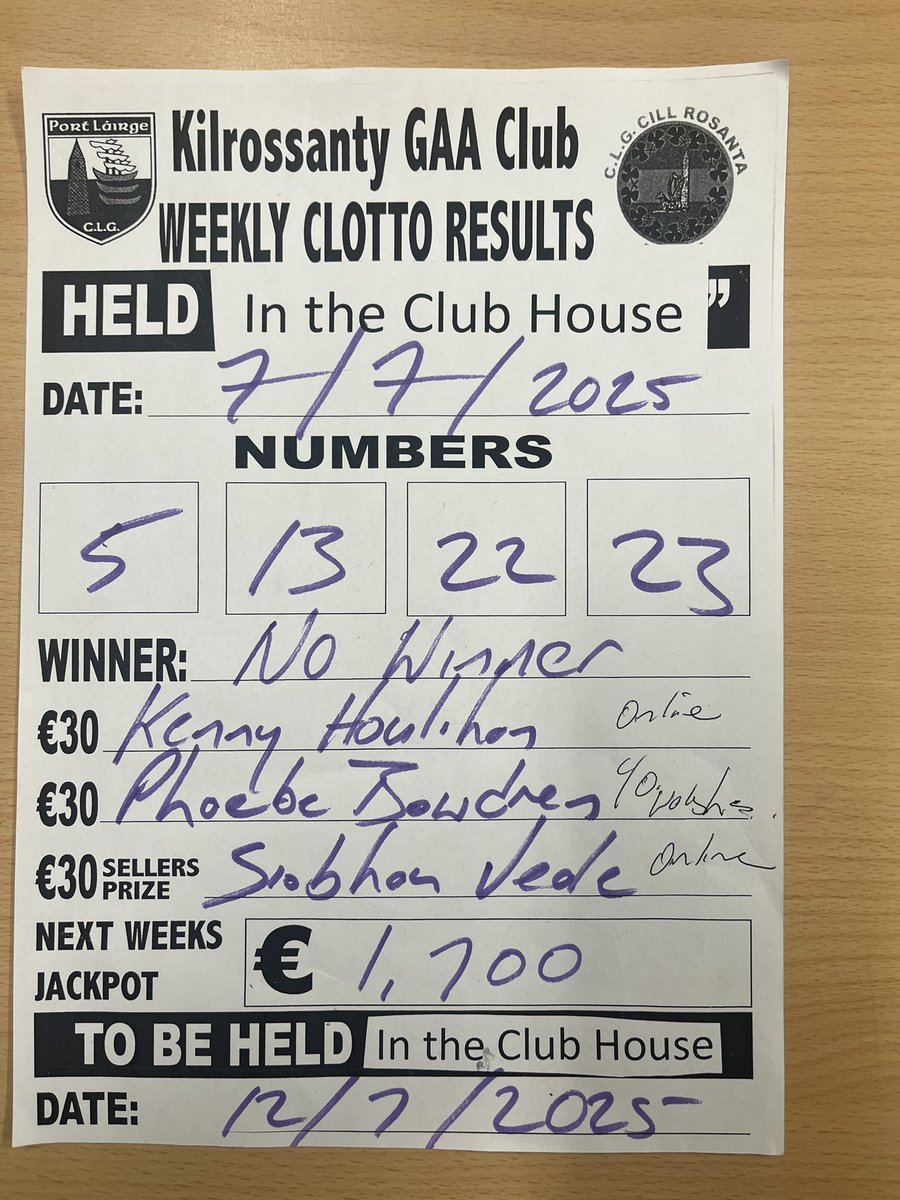 PORT LÁIRGE
C.L.G.
Kilrossanty GAA Club
C.L.G. CILL ROSANTA
WEEKLY CLOTTO RESULTS
HELD In the Club House ”
DATE: 7/7/2025
NUMBERS
5 13 22 23
WINNER: No Winner
€30 Kenny Houlihan Online
€30 Phoebe Bowdren
€30 SELLERS PRIZE Siobhan Veale Online
NEXT WEEKS JACKPOT € 1,700
TO BE HELD In the Club House
DATE: 12/7/2025